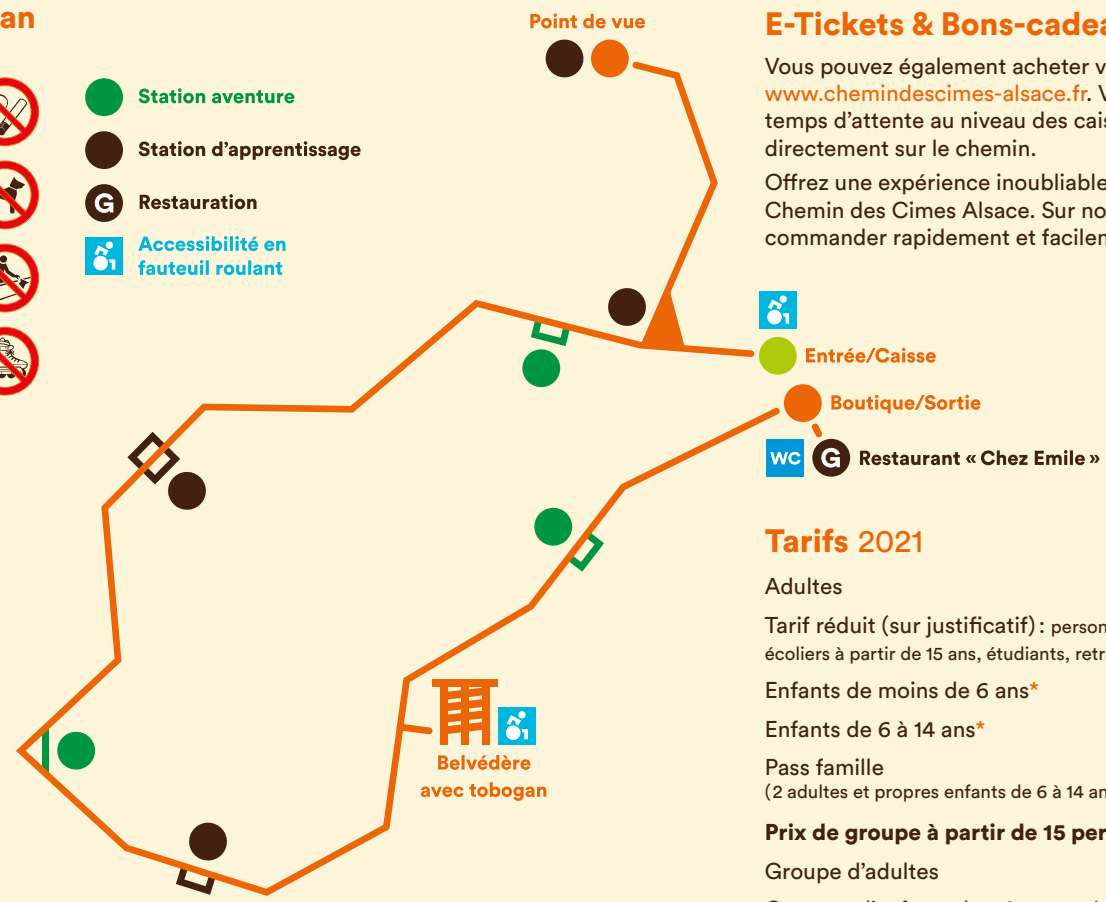 an
Station aventure
Station d'apprentissage
G Restauration
Accessibilité en
fauteuil roulant
Point de vue
Entrée/Caisse
Boutique/Sortie
WC G Restaurant « Chez Emile »
Belvédère
avec tobogan
E-Tickets & Bons-cadea
Vous pouvez également acheter v
www.chemindescimes-alsace.fr. V
temps d'attente au niveau des cais
directement sur le chemin.
Offrez une expérience inoubliable
Chemin des Cimes Alsace. Sur no
commander rapidement et facilen
Tarifs 2021
Adultes
Tarif réduit (sur justificatif) : person
écoliers à partir de 15 ans, étudiants, retr
Enfants de moins de 6 ans*
Enfants de 6 à 14 ans*
Pass famille
(2 adultes et propres enfants de 6 à 14 an
Prix de groupe à partir de 15 per
Groupe d'adultes